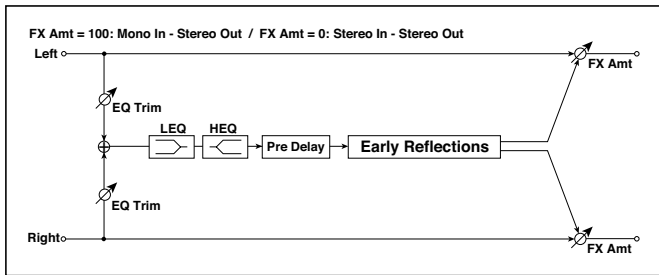 FX Amt = 100: Mono In - Stereo Out / FX Amt = 0: Stereo In - Stereo Out
Left
FX Amt
EQ Trim
LEQ
HEQ
Pre Delay
Early Reflections
EQ Trim
Right
FX Amt